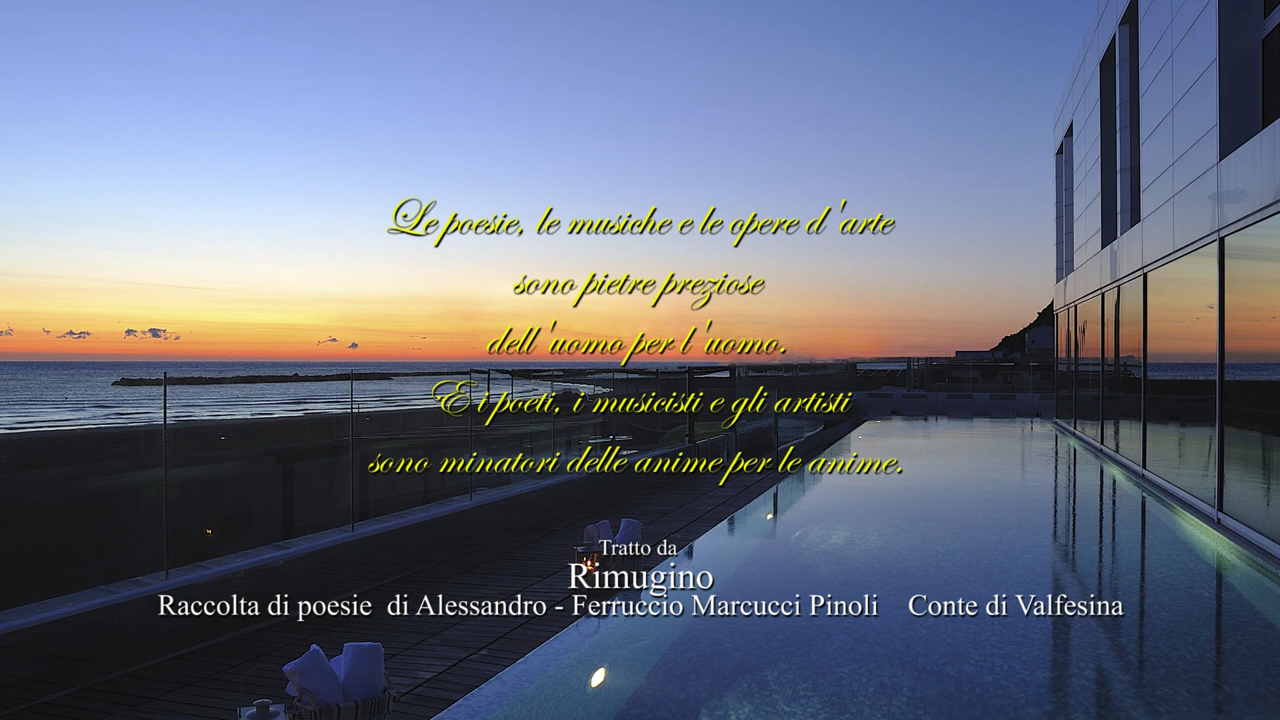 Le poesie, le musiche e le opere d'arte
sono pietre preziose
dell'uomo per l'uomo.
E i poeti, i musicisti e gli artisti
sono minatori delle anime per le anime.
Tratto da
Rimugino
Raccolta di poesie di Alessandro - Ferruccio Marcucci Pinoli Conte di Valfesina